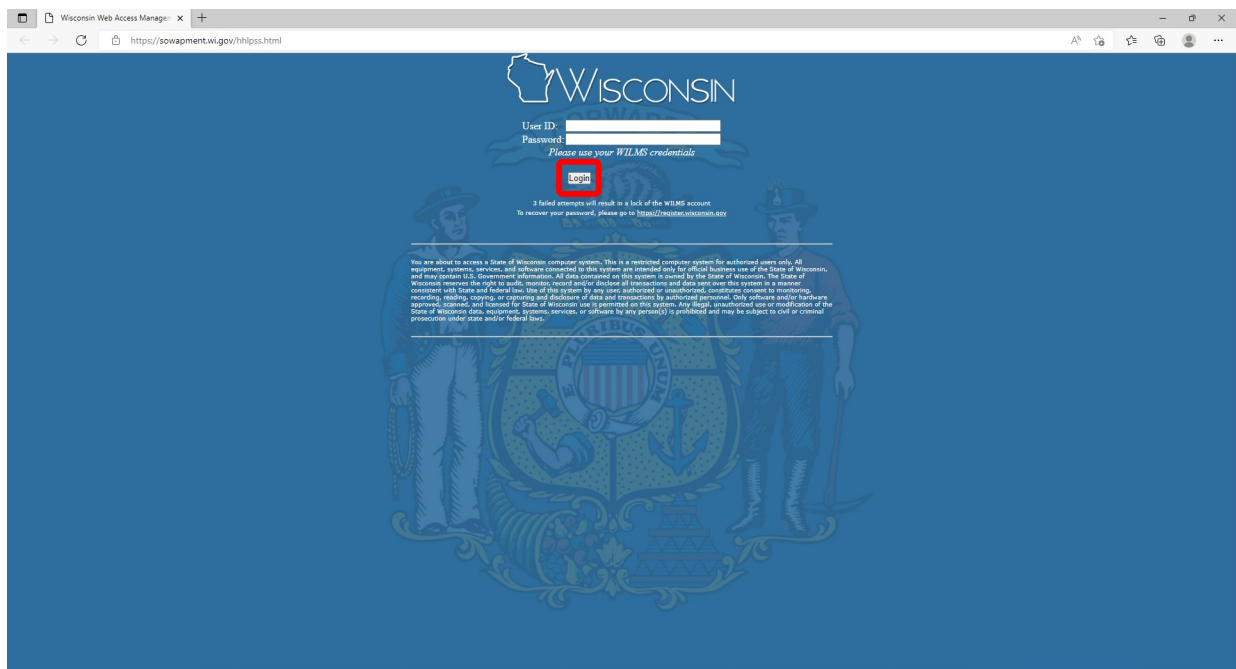 Wisconsin Web Access Manage
https://sowapment.wi.gov/hhlpss.html
WISCONSIN
FORWARD
User ID:
Password:
Please use your WILMS credentials
Login
3 failed attempts will result in a lock of the WILMS account
To recover your password, please go to https://register.wisconsin.gov
You are about to access a State of Wisconsin computer system. This is a restricted computer system for authorized users only. All
equipment, systems, services, and software connected to this system are intended only for official business use of the State of Wisconsin,
and may contain U.S. Government information. All data contained on this system is owned by the State of Wisconsin. The State of
Wisconsin reserves the right to audit, monitor, record and/or disclose all transactions and data sent over this system in a manner
consistent with State and federal law. Use of this system by any user, authorized or unauthorized, constitutes consent to monitoring,
recording, reading, copying, or capturing and disclosure of data and transactions by authorized personnel. Only software and/or hardware
approved, scanned, and licensed for State of Wisconsin use is permitted on this system. Any illegal, unauthorized use or modification of the
State of Wisconsin data, equipment, systems, services, or software by any person(s) is prohibited and may be subject to civil or criminal
prosecution under state and/or federal laws.
E PLURIBUS UNUM